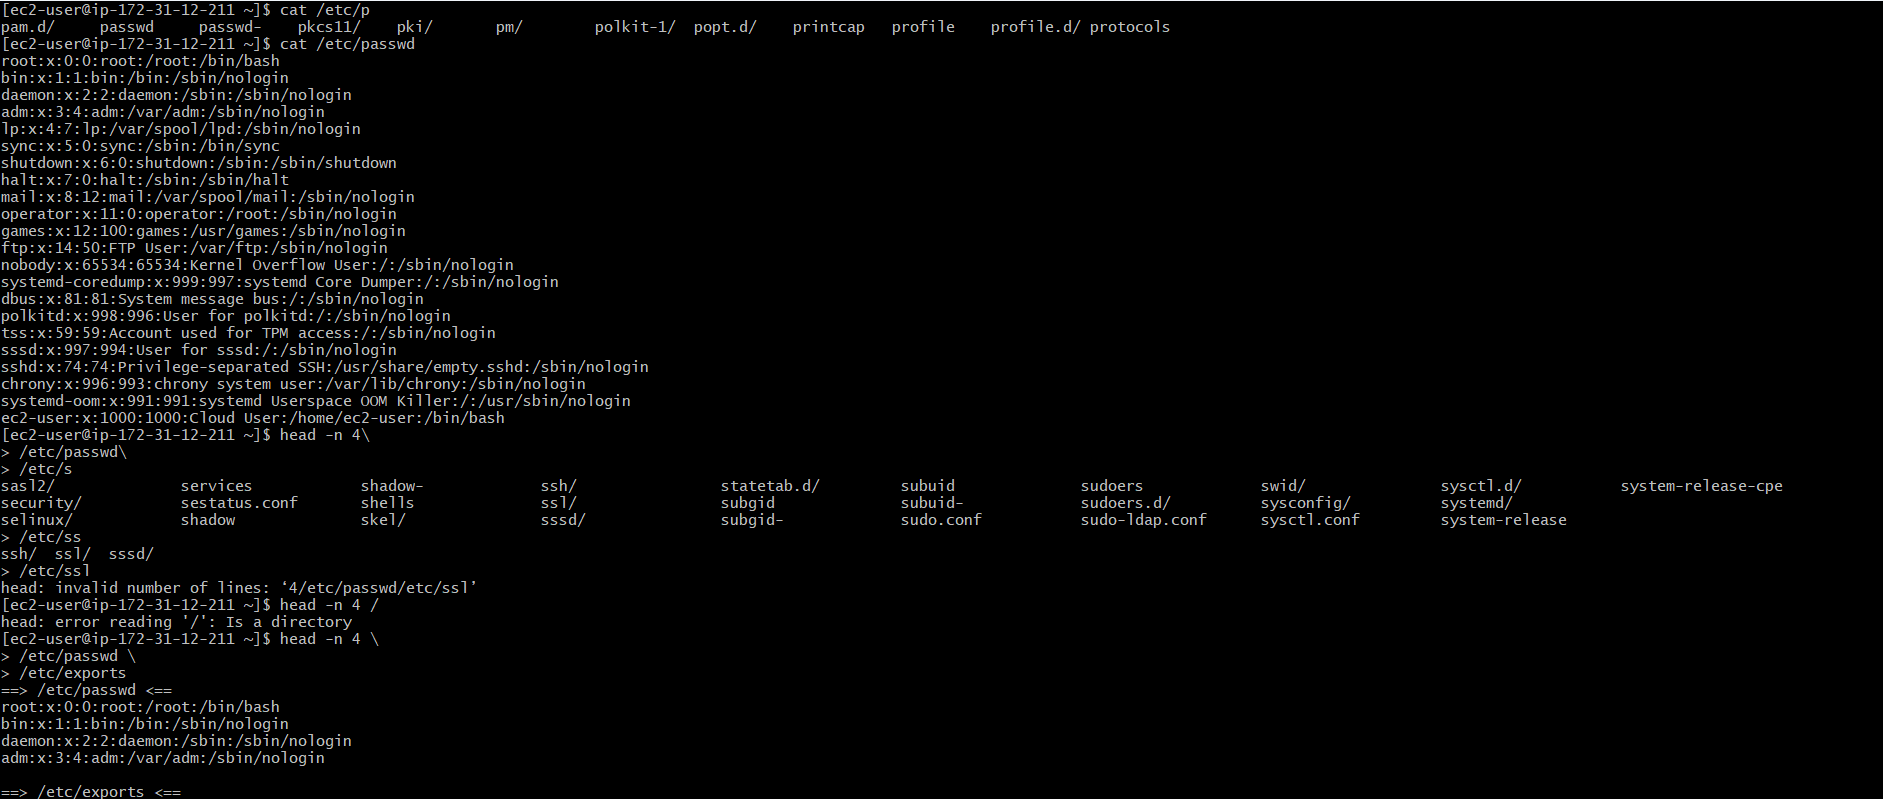 [ec2-user@ip-172-31-12-211 ~]$ cat /etc/p
pam.d/     passwd     passwd-    pkcs11/    pki/       pm/        polkit-1/  popt.d/    printcap   profile    profile.d/ protocols
[ec2-user@ip-172-31-12-211 ~]$ cat /etc/passwd
root:x:0:0:root:/root:/bin/bash
bin:x:1:1:bin:/bin:/sbin/nologin
daemon:x:2:2:daemon:/sbin:/sbin/nologin
adm:x:3:4:adm:/var/adm:/sbin/nologin
lp:x:4:7:lp:/var/spool/lpd:/sbin/nologin
sync:x:5:0:sync:/sbin:/bin/sync
shutdown:x:6:0:shutdown:/sbin:/sbin/shutdown
halt:x:7:0:halt:/sbin:/sbin/halt
mail:x:8:12:mail:/var/spool/mail:/sbin/nologin
operator:x:11:0:operator:/root:/sbin/nologin
games:x:12:100:games:/usr/games:/sbin/nologin
ftp:x:14:50:FTP User:/var/ftp:/sbin/nologin
nobody:x:65534:65534:Kernel Overflow User:/:/sbin/nologin
systemd-coredump:x:999:997:systemd Core Dumper:/:/sbin/nologin
dbus:x:81:81:System message bus:/:/sbin/nologin
polkitd:x:998:996:User for polkitd:/:/sbin/nologin
tss:x:59:59:Account used for TPM access:/:/sbin/nologin
sssd:x:997:994:User for sssd:/:/sbin/nologin
sshd:x:74:74:Privilege-separated SSH:/usr/share/empty.sshd:/sbin/nologin
chrony:x:996:993:chrony system user:/var/lib/chrony:/sbin/nologin
systemd-oom:x:991:991:systemd Userspace OOM Killer:/:/usr/sbin/nologin
ec2-user:x:1000:1000:Cloud User:/home/ec2-user:/bin/bash
[ec2-user@ip-172-31-12-211 ~]$ head -n 4\
> /etc/passwd\
> /etc/s
sasl2/              services            shadow-             ssh/                statetab.d/         subuid              sudoers             swid/               sysctl.d/           system-release-cpe
security/           sestatus.conf       shells              ssl/                subgid              subuid-             sudoers.d/          sysconfig/          systemd/
selinux/            shadow              skel/               sssd/               subgid-             sudo.conf           sudo-ldap.conf      sysctl.conf         system-release
> /etc/ss
ssh/  ssl/  sssd/
> /etc/ssl
head: invalid number of lines: ‘4/etc/passwd/etc/ssl’
[ec2-user@ip-172-31-12-211 ~]$ head -n 4 /
head: error reading '/': Is a directory
[ec2-user@ip-172-31-12-211 ~]$ head -n 4 \
> /etc/passwd \
> /etc/exports
==> /etc/passwd <==
root:x:0:0:root:/root:/bin/bash
bin:x:1:1:bin:/bin:/sbin/nologin
daemon:x:2:2:daemon:/sbin:/sbin/nologin
adm:x:3:4:adm:/var/adm:/sbin/nologin

==> /etc/exports <==